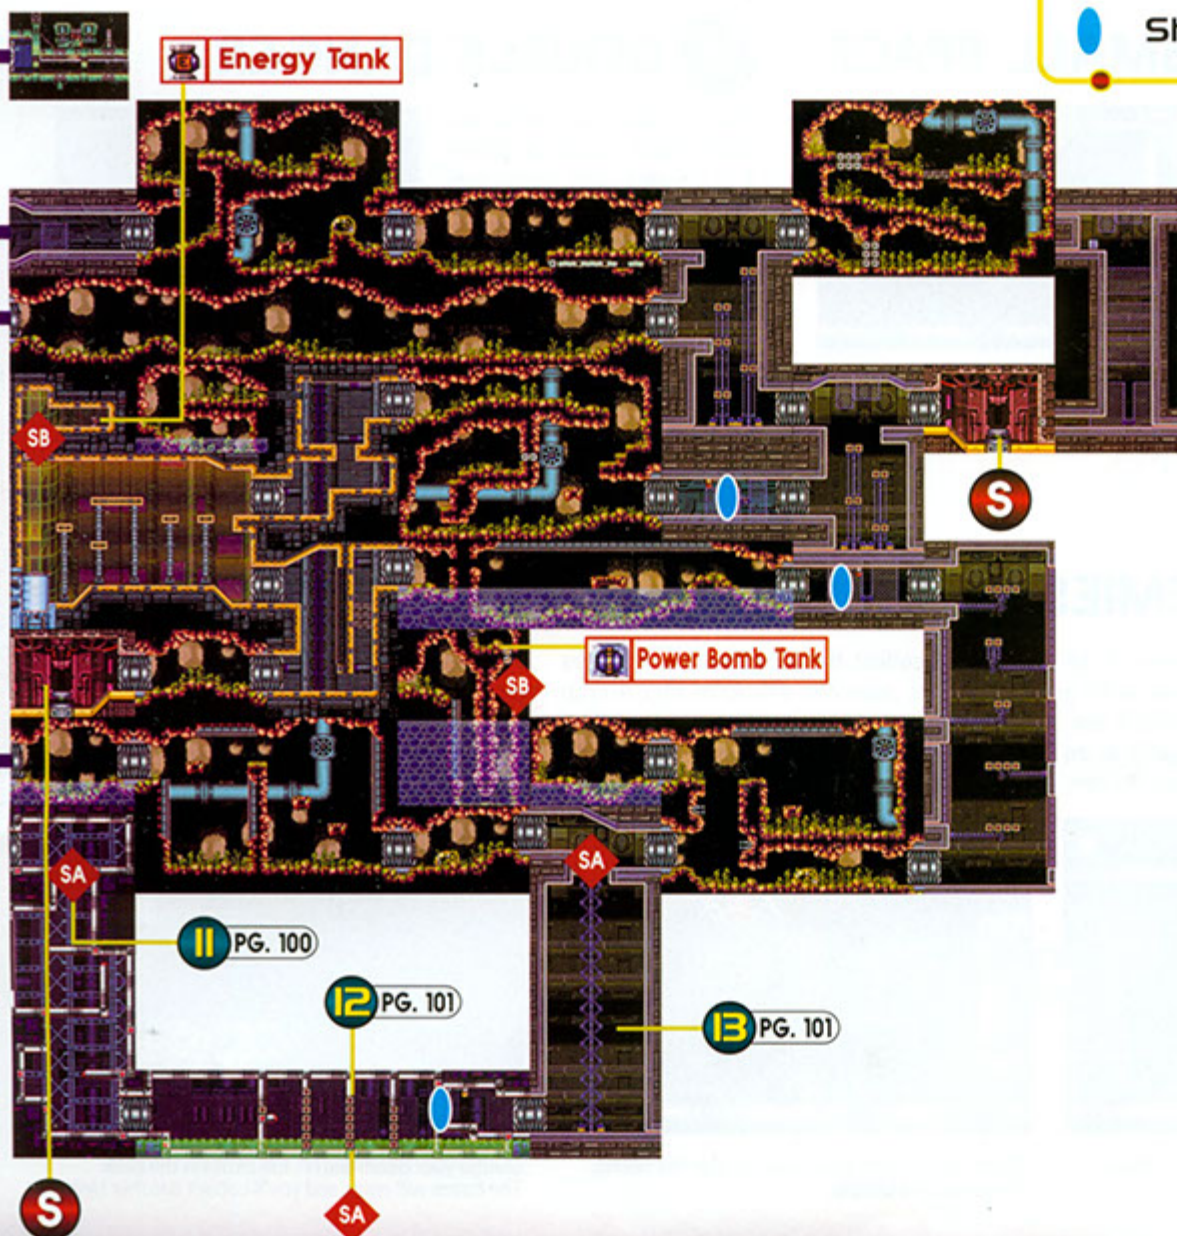 Sh
Energy Tank
SB
S
Power Bomb Tank
SB
SA
SA
11 PG. 100
12 PG. 101
13 PG. 101
S
SA